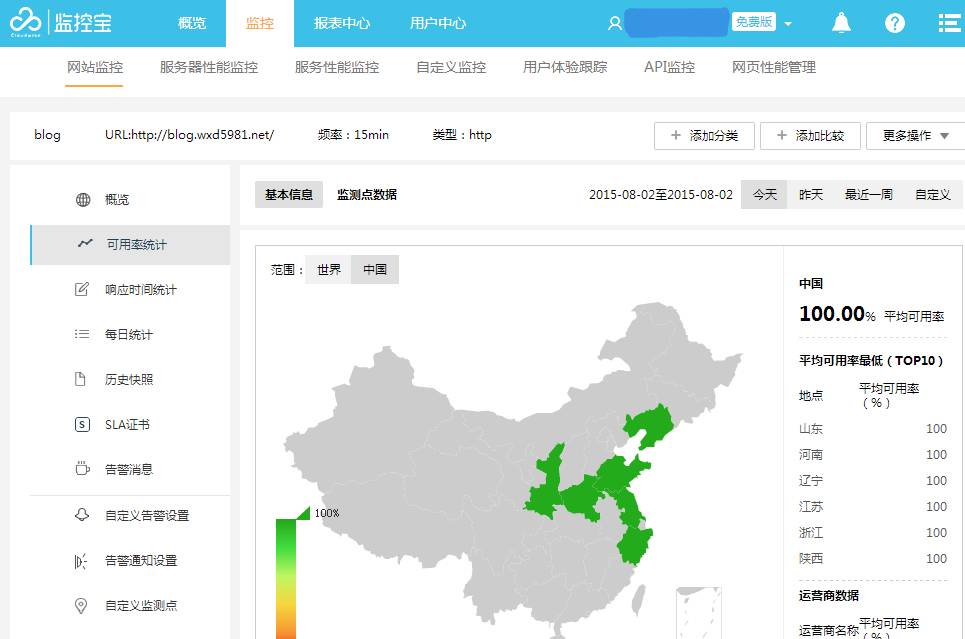 监控宝
Cloudwise
概览 监控 报表中心 用户中心 免费版
网站监控 服务器性能监控 服务性能监控 自定义监控 用户体验跟踪 API监控 网页性能管理
blog URL:http://blog.wxd5981.net/ 频率：15min 类型：http + 添加分类 + 添加比较 更多操作
概览
可用率统计
响应时间统计
每日统计
历史快照
S SLA证书
告警消息
自定义告警设置
告警通知设置
自定义监测点
基本信息 监测点数据 2015-08-02至2015-08-02 今天 昨天 最近一周 自定义
范围： 世界 中国
100%
中国
100.00% 平均可用率
平均可用率最低（TOP10）
地点 平均可用率
（%）
山东 100
河南 100
辽宁 100
江苏 100
浙江 100
陕西 100
运营商数据
运营商名称 平均可用率
（%）